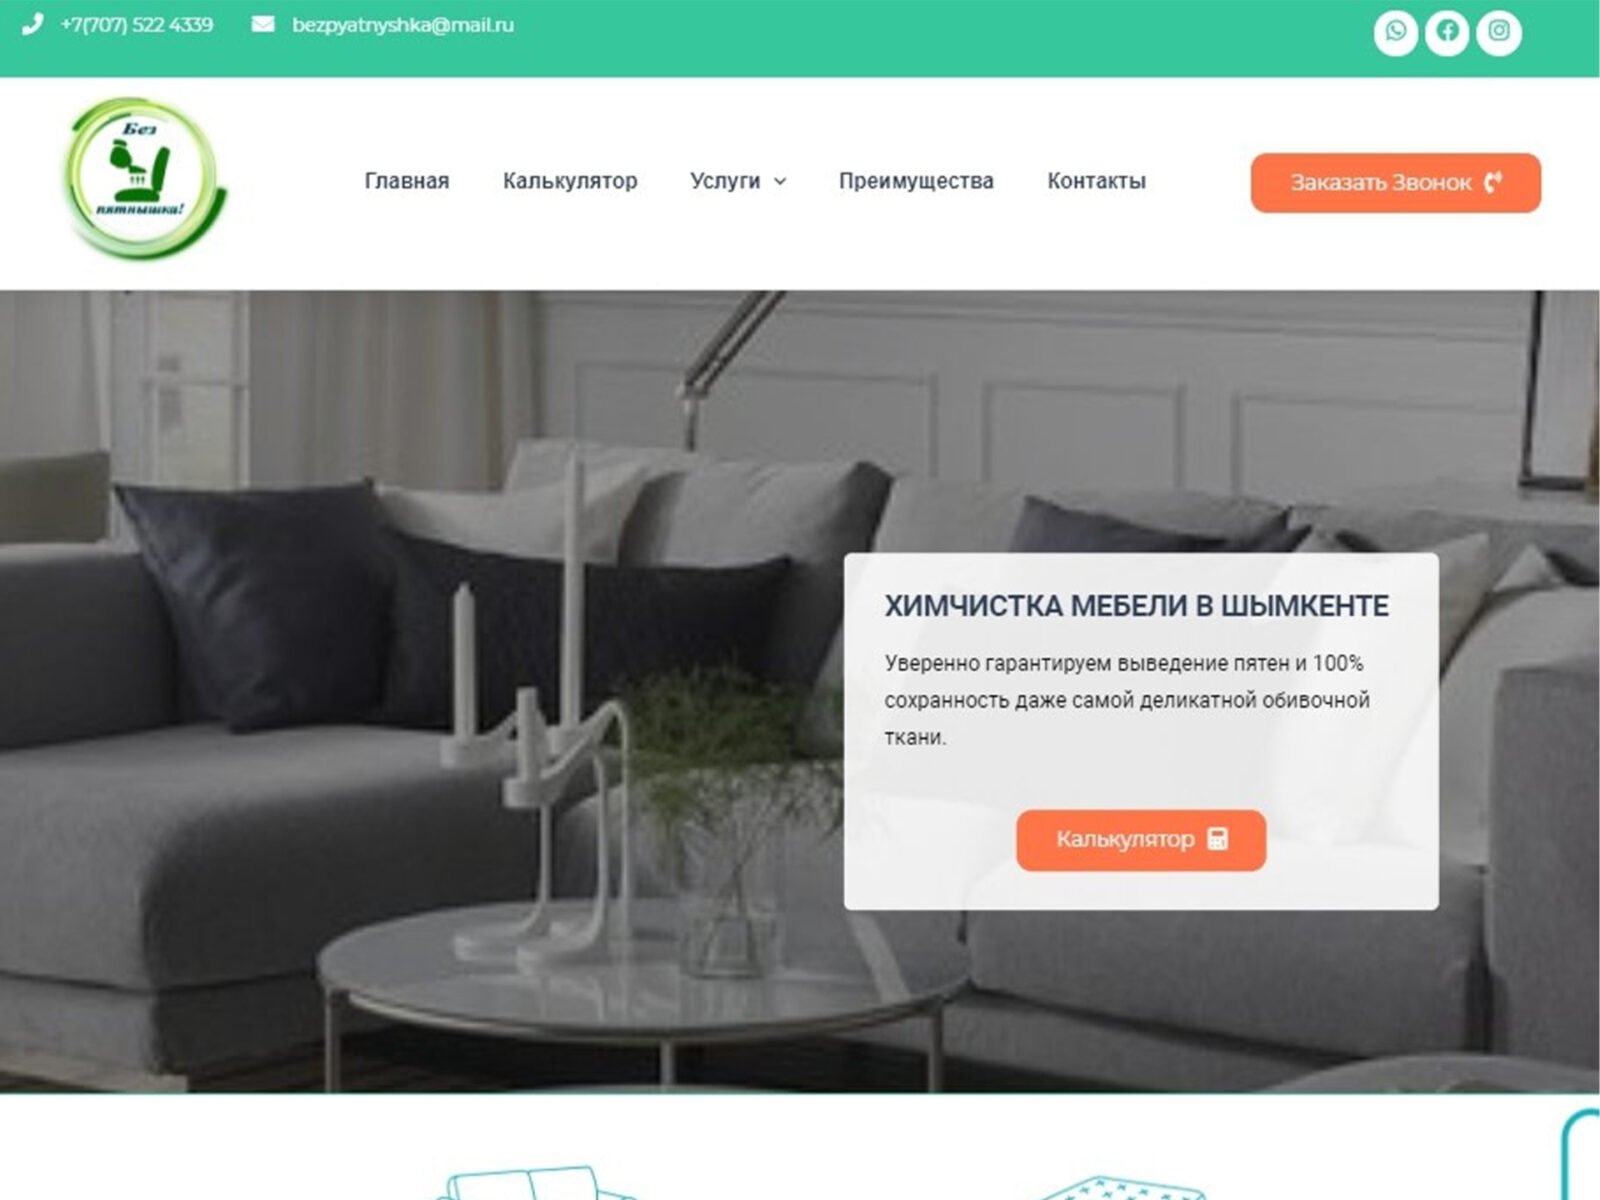 +7(707) 522 4339
bezpyatnyshka@mail.ru
Без
пятнышка!
Главная
Калькулятор
Услуги
Преимущества
Контакты
Заказать Звонок
ХИМЧИСТКА МЕБЕЛИ В ШЫМКЕНТЕ
Уверенно гарантируем выведение пятен и 100%
сохранность даже самой деликатной обивочной
ткани.
Калькулятор